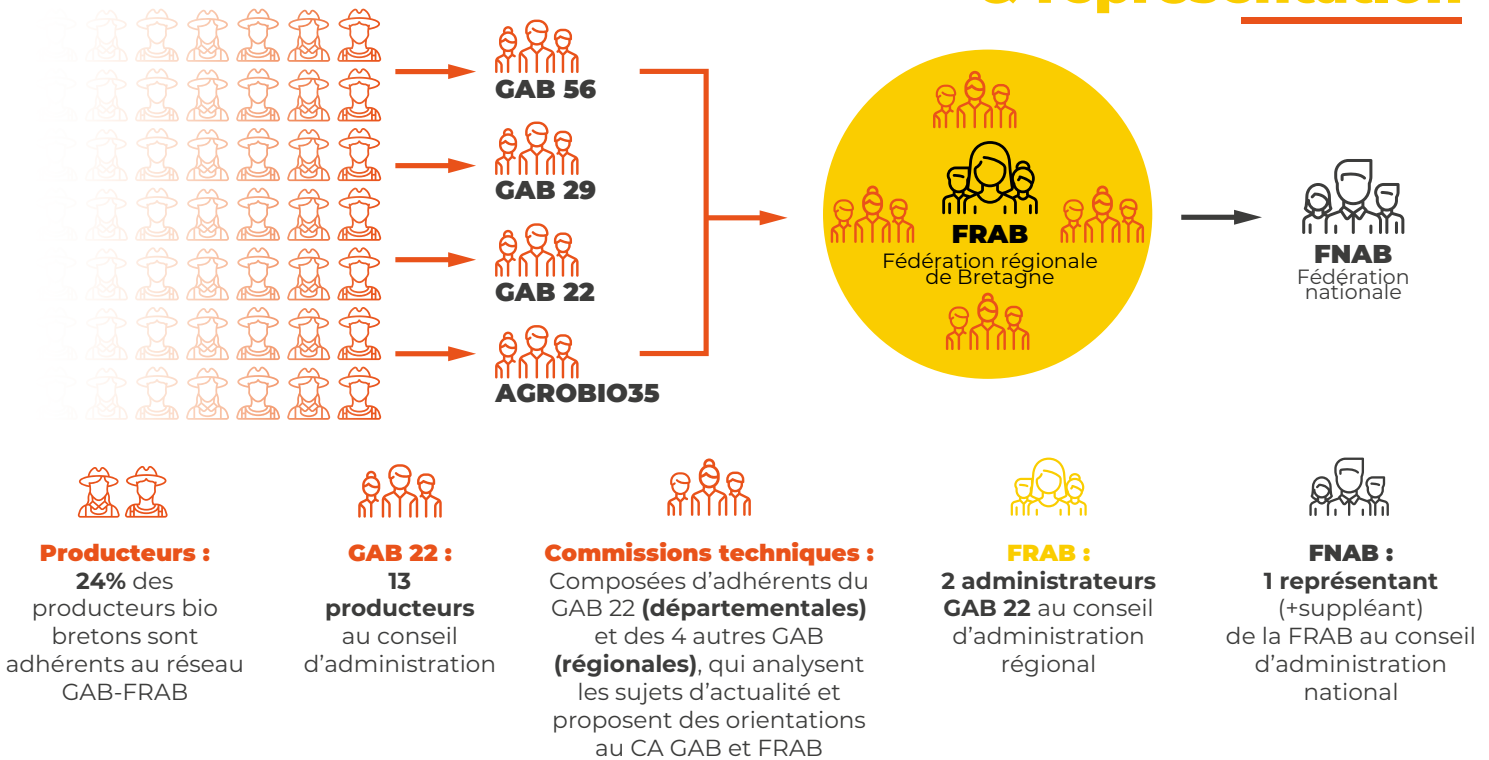 & représentation
GAB 56
GAB 29
GAB 22
AGROBIO35
FRAB
Fédération régionale
de Bretagne
FNAB
Fédération
nationale
Producteurs :
24% des
producteurs bio
bretons sont
adhérents au réseau
GAB-FRAB
GAB 22 :
13
producteurs
au conseil
d’administration
Commissions techniques :
Composées d’adhérents du
GAB 22 (départementales)
et des 4 autres GAB
(régionales), qui analysent
les sujets d’actualité et
proposent des orientations
au CA GAB et FRAB
FRAB :
2 administrateurs
GAB 22 au conseil
d’administration
régional
FNAB :
1 représentant
(+suppléant)
de la FRAB au conseil
d’administration
national